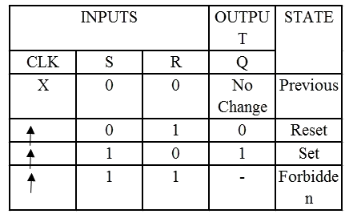 INPUTS OUTPU STATE
T
CLK S R Q
X 0 0 No Previous
Change
0 1 0 Reset
1 0 1 Set
1 1 - Forbidde
n